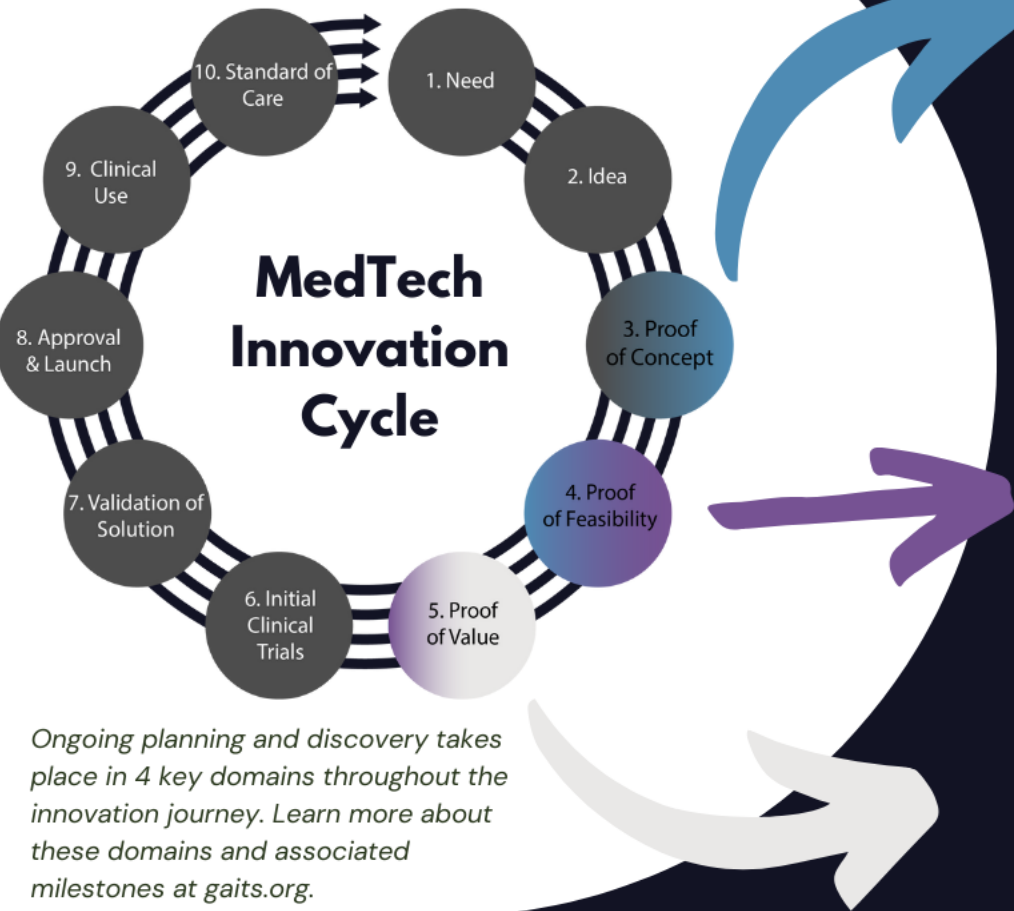 MedTech
Innovation
Cycle
1. Need
2. Idea
3. Proof
of Concept
4. Proof
of Feasibility
5. Proof
of Value
6. Initial
Clinical
Trials
7. Validation of
Solution
8. Approval
& Launch
9. Clinical
Use
10. Standard of
Care
Ongoing planning and discovery takes
place in 4 key domains throughout the
innovation journey. Learn more about
these domains and associated
milestones at gaits.org.